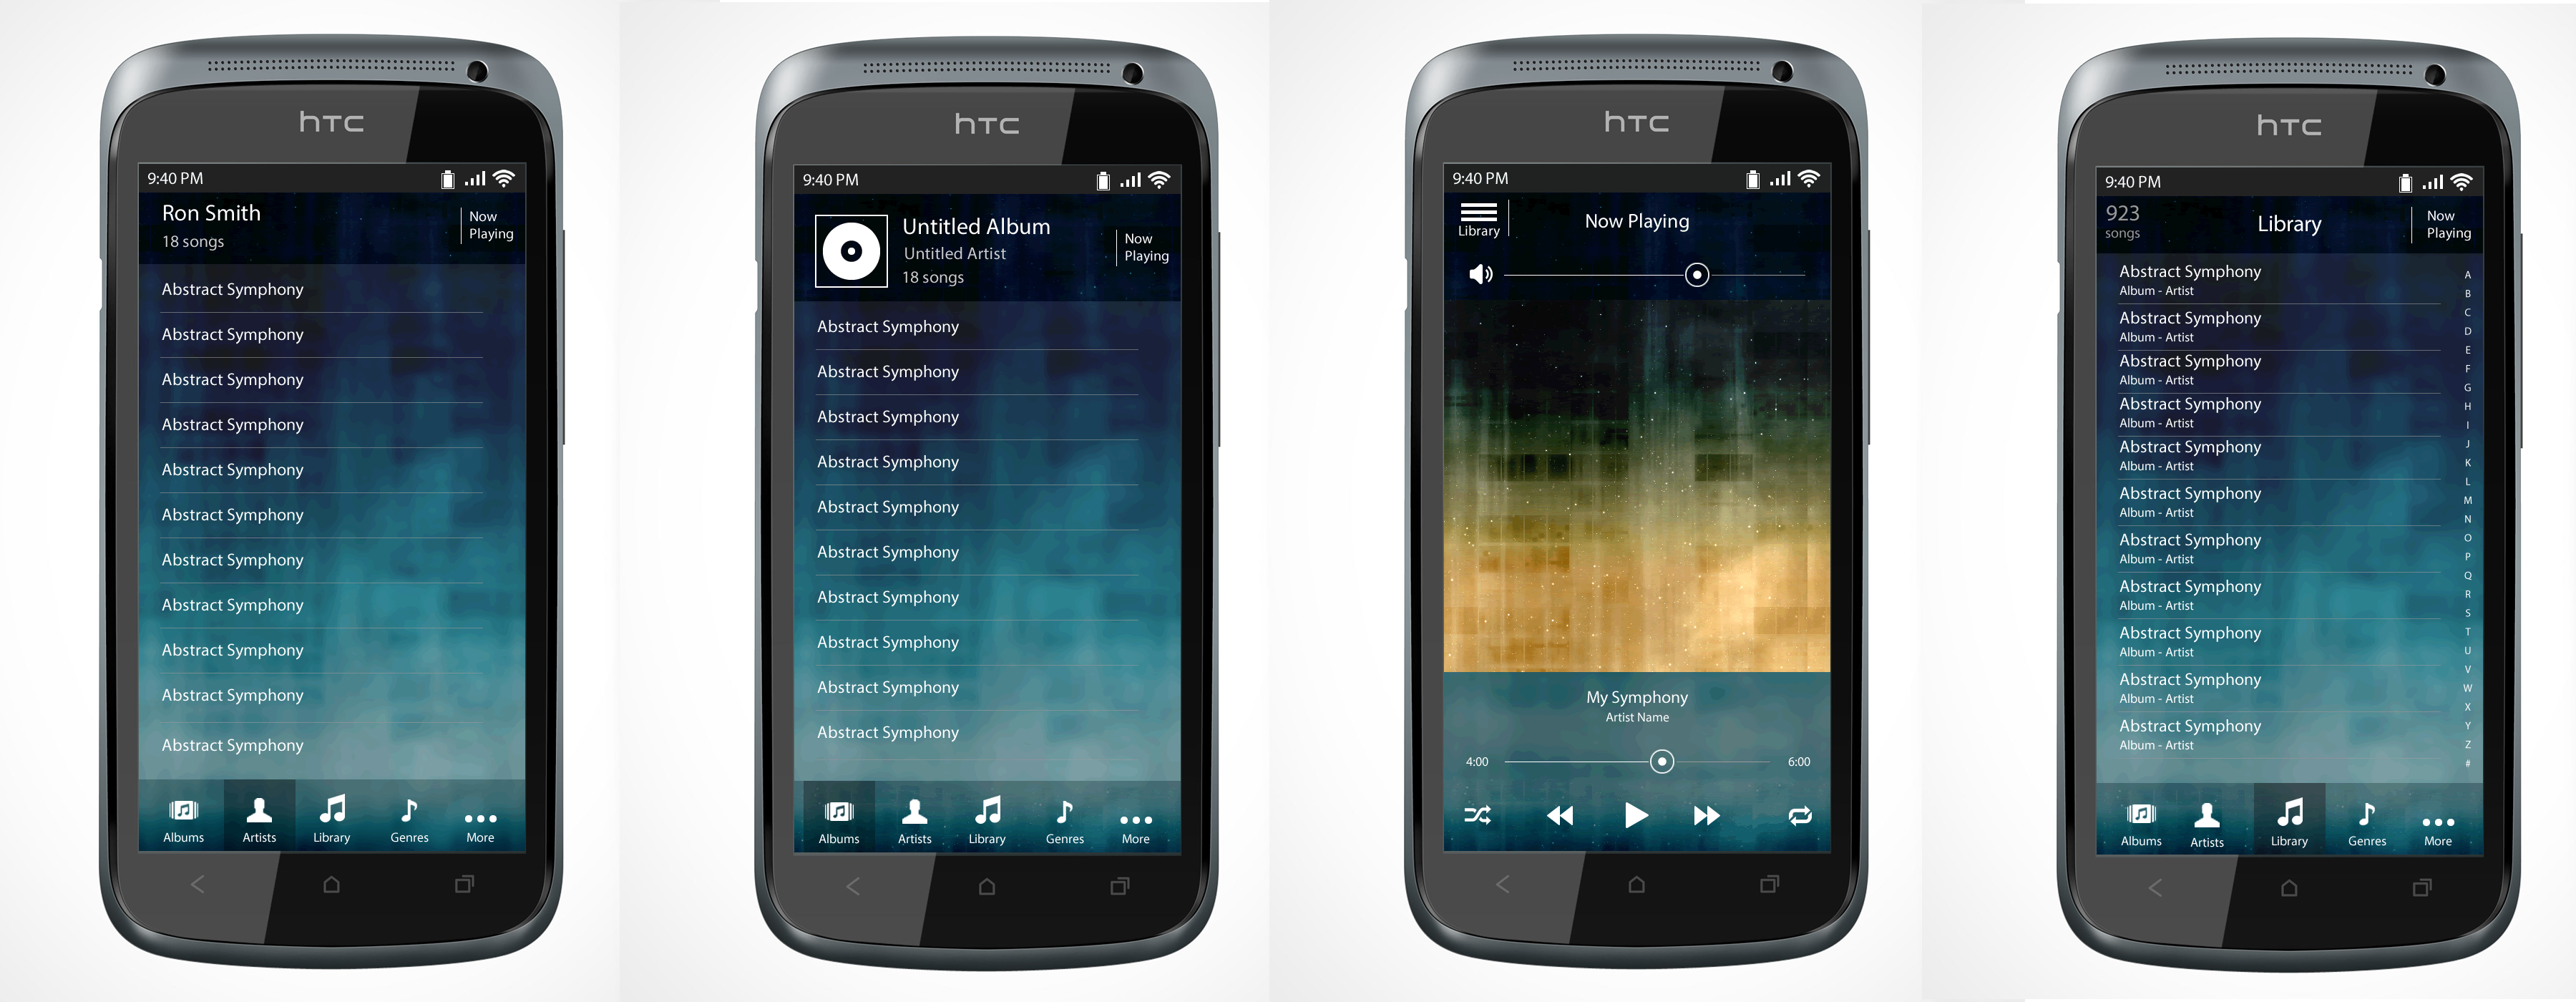 hTC
9:40 PM
Ron Smith
18 songs
Now
Playing
Abstract Symphony
Abstract Symphony
Abstract Symphony
Abstract Symphony
Abstract Symphony
Abstract Symphony
Abstract Symphony
Abstract Symphony
Abstract Symphony
Abstract Symphony
Abstract Symphony
Albums Artists Library Genres More
hTC
9:40 PM
Untitled Album
Untitled Artist
18 songs
Now
Playing
Abstract Symphony
Abstract Symphony
Abstract Symphony
Abstract Symphony
Abstract Symphony
Abstract Symphony
Abstract Symphony
Abstract Symphony
Abstract Symphony
Abstract Symphony
Albums Artists Library Genres More
hTC
9:40 PM
Library
Now Playing
My Symphony
Artist Name
4:00 6:00
hTC
9:40 PM
923
songs
Library
Now
Playing
Abstract Symphony
Album - Artist
Abstract Symphony
Album - Artist
Abstract Symphony
Album - Artist
Abstract Symphony
Album - Artist
Abstract Symphony
Album - Artist
Abstract Symphony
Album - Artist
Abstract Symphony
Album - Artist
Abstract Symphony
Album - Artist
Abstract Symphony
Album - Artist
Abstract Symphony
Album - Artist
Abstract Symphony
Album - Artist
A
B
C
D
E
F
G
H
I
J
K
L
M
N
O
P
Q
R
S
T
U
V
W
X
Y
Z
#
Albums Artists Library Genres More